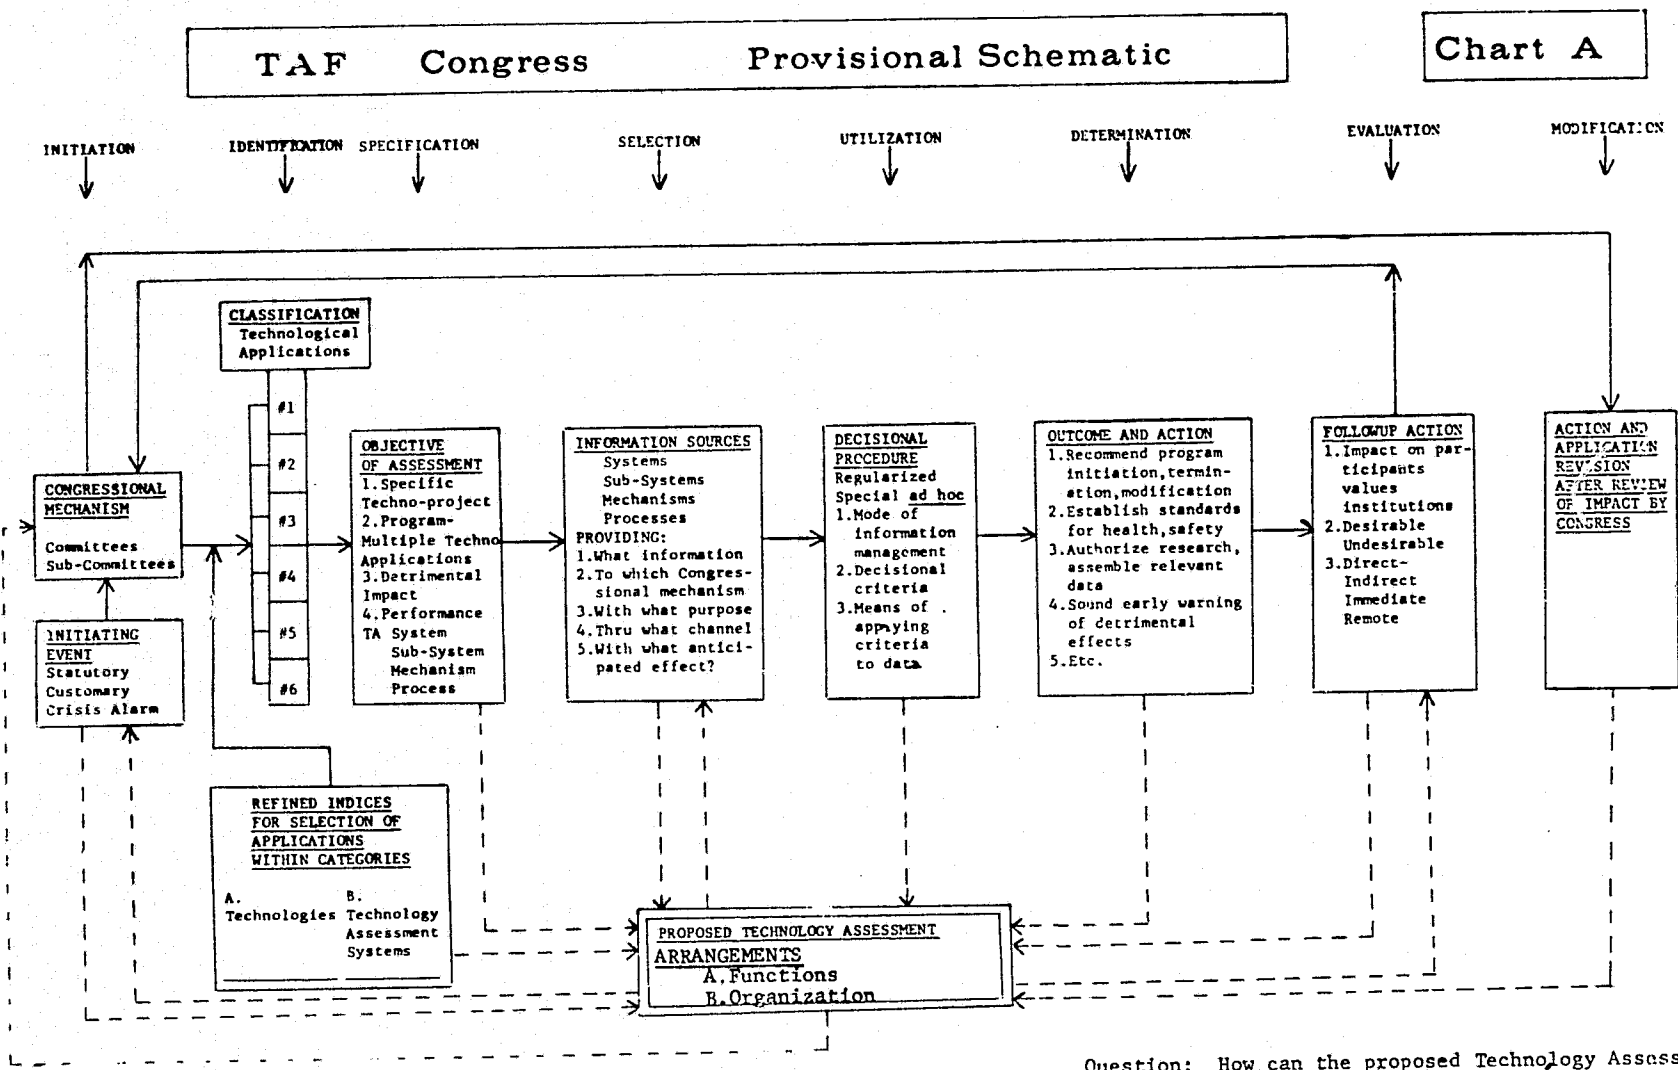 TAF Congress Provisional Schematic
Chart A
INITIATION
IDENTIFICATION
SPECIFICATION
SELECTION
UTILIZATION
DETERMINATION
EVALUATION
MODIFICATION
CLASSIFICATION
Technological
Applications
#1
#2
#3
#4
#5
#6
CONGRESSIONAL
MECHANISM
Committees
Sub-Committees
INITIATING
EVENT
Statutory
Customary
Crisis Alarm
OBJECTIVE
OF ASSESSMENT
1.Specific
Techno-project
2.Program-
Multiple Techno
Applications
3.Detrimental
Impact
4.Performance
TA System
Sub-System
Mechanism
Process
INFORMATION SOURCES
Systems
Sub-Systems
Mechanisms
Processes
PROVIDING:
1.What information
2.To which Congres-
sional mechanism
3.With what purpose
4.Thru what channel
5.With what antici-
pated effect?
DECISIONAL
PROCEDURE
Regularized
Special ad hoc
1.Mode of
information
management
2.Decisional
criteria
3.Means of
applying
criteria
to data
OUTCOME AND ACTION
1.Recommend program
initiation,termin-
ation,modification
2.Establish standards
for health,safety
3.Authorize research,
assemble relevant
data
4.Sound early warning
of detrimental
effects
5.Etc.
FOLLOWUP ACTION
1.Impact on par-
ticipants
values
institutions
2.Desirable
Undesirable
3.Direct-
Indirect
Immediate
Remote
ACTION AND
APPLICATION
REVISION
AFTER REVIEW
OF IMPACT BY
CONGRESS
REFINED INDICES
FOR SELECTION OF
APPLICATIONS
WITHIN CATEGORIES
A.
Technologies
B.
Technology
Assessment
Systems
PROPOSED TECHNOLOGY ASSESSMENT
ARRANGEMENTS
A.Functions
B.Organization
Question: How can the proposed Technology Assess